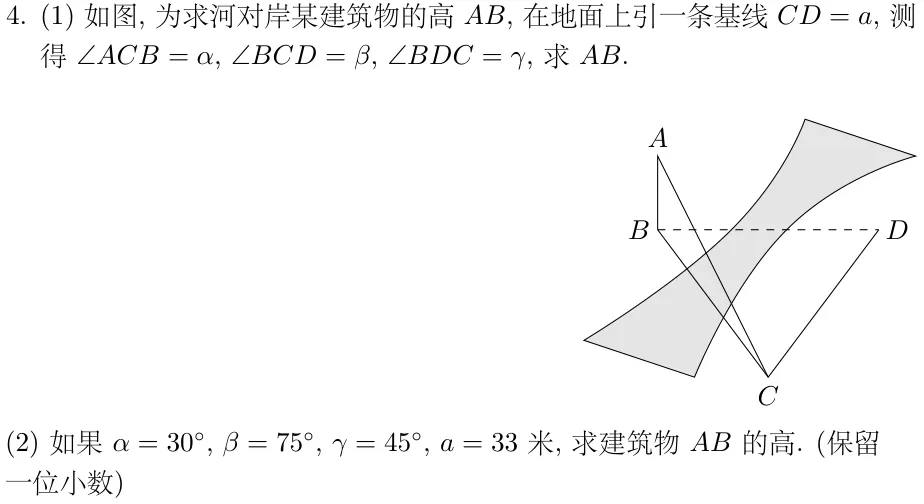 4. (1) 如图, 为求河对岸某建筑物的高 AB, 在地面上引一条基线 CD = a, 测
得 ∠ACB = α, ∠BCD = β, ∠BDC = γ, 求 AB.
A
B
D
C
(2) 如果 α = 30°, β = 75°, γ = 45°, a = 33 米, 求建筑物 AB 的高. (保留
一位小数)